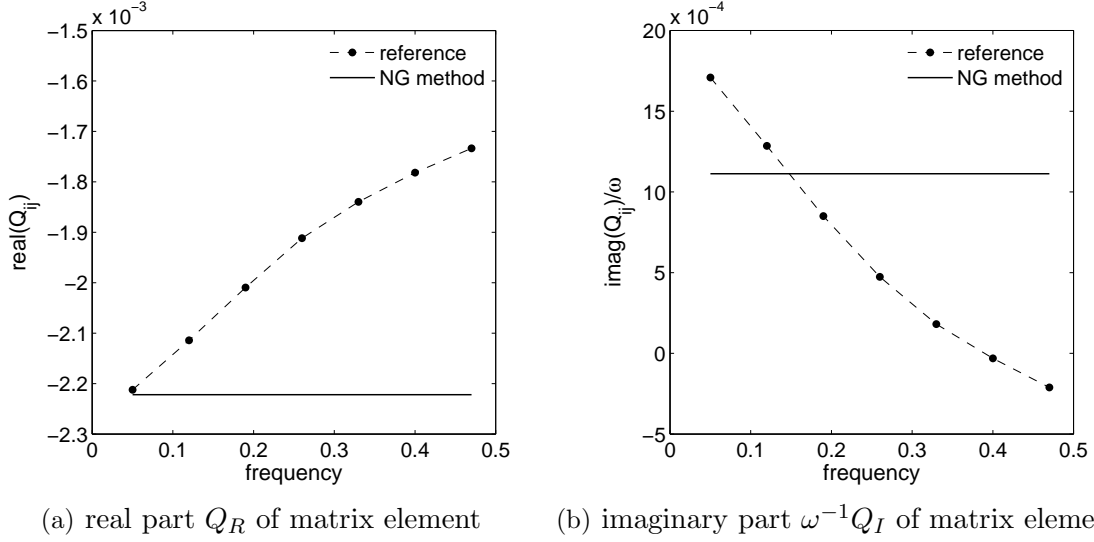 x 10⁻³
−1.5
−1.6
−1.7
−1.8
−1.9
−2
−2.1
−2.2
−2.3
0 0.1 0.2 0.3 0.4 0.5
frequency
real(Q_ij)
reference
NG method
(a) real part Q_R of matrix element
x 10⁻⁴
20
15
10
5
0
−5
0 0.1 0.2 0.3 0.4 0.5
frequency
imag(Q_ij)/ω
reference
NG method
(b) imaginary part ω⁻¹Q_I of matrix eleme